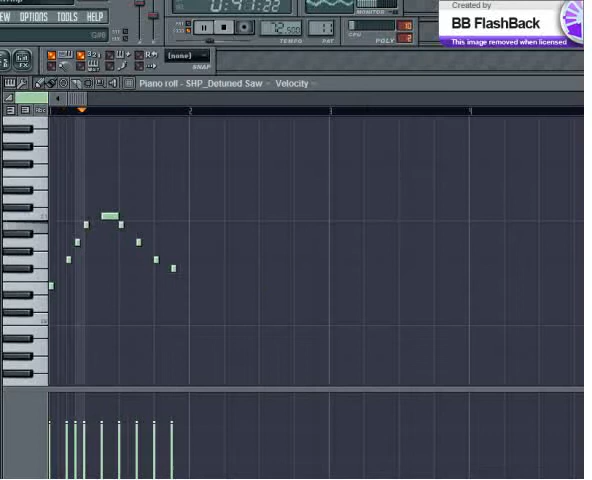 Created by
BB FlashBack
This image removed when licensed
EW OPTIONS TOOLS HELP
0:41:22
MONITOR
TEMPO
PAT
CPU
POLY
(none)
SNAP
Piano roll - SHP_Detuned Saw - Velocity
2
3
4